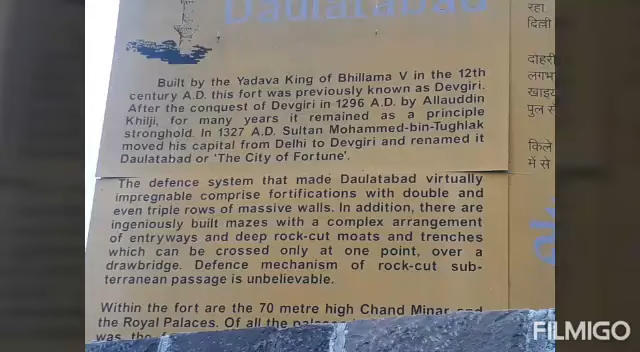 Daulatabad
Built by the Yadava King of Bhillama V in the 12th
century A.D. this fort was previously known as Devgiri.
After the conquest of Devgiri in 1296 A.D. by Allauddin
Khilji, for many years it remained as a principle
stronghold. In 1327 A.D. Sultan Mohammed-bin-Tughlak
moved his capital from Delhi to Devgiri and renamed it
Daulatabad or 'The City of Fortune'.
The defence system that made Daulatabad virtually
impregnable comprise fortifications with double and
even triple rows of massive walls. In addition, there are
ingeniously built mazes with a complex arrangement
of entryways and deep rock-cut moats and trenches
which can be crossed only at one point, over a
drawbridge. Defence mechanism of rock-cut sub-
terranean passage is unbelievable.
Within the fort are the 70 metre high Chand Minar and
the Royal Palaces. Of all the
was the
रहा
दिल्ली
दोहरी
लगभ
खाइय
पुल से
किले
में से
FILMIGO